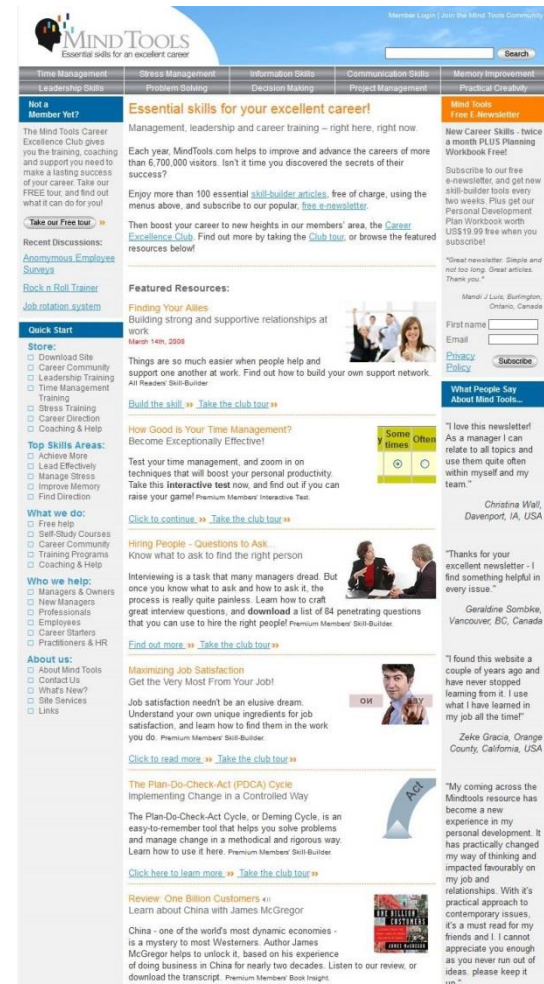 Member Login | Join the Mind Tools Community
MIND TOOLS
Essential skills for an excellent career
Search
Time Management
Stress Management
Information Skills
Communication Skills
Memory Improvement
Leadership Skills
Problem Solving
Decision Making
Project Management
Practical Creativity
Not a
Member Yet?
The Mind Tools Career
Excellence Club gives
you the training, coaching
and support you need to
make a lasting success
of your career. Take our
FREE tour, and find out
what it can do for you!
Take our Free tour
Recent Discussions:
Anomymous Employee
Surveys
Rock n Roll Trainer
Job rotation system
Quick Start
Store:
Download Site
Career Community
Leadership Training
Time Management
Training
Stress Training
Career Direction
Coaching & Help
Top Skills Areas:
Achieve More
Lead Effectively
Manage Stress
Improve Memory
Find Direction
What we do:
Free help
Self-Study Courses
Career Community
Training Programs
Coaching & Help
Who we help:
Managers & Owners
New Managers
Professionals
Employees
Career Starters
Practitioners & HR
About us:
About Mind Tools
Contact Us
What's New?
Site Services
Links
Essential skills for your excellent career!
Management, leadership and career training – right here, right now.
Each year, MindTools.com helps to improve and advance the careers of more
than 6,700,000 visitors. Isn't it time you discovered the secrets of their
success?
Enjoy more than 100 essential skill-builder articles, free of charge, using the
menus above, and subscribe to our popular, free e-newsletter.
Then boost your career to new heights in our members' area, the Career
Excellence Club. Find out more by taking the Club tour, or browse the featured
resources below!
Featured Resources:
Finding Your Allies
Building strong and supportive relationships at
work
March 14th, 2008
Things are so much easier when people help and
support one another at work. Find out how to build your own support network.
All Readers' Skill-Builder
Build the skill » Take the club tour »
How Good is Your Time Management?
Become Exceptionally Effective!
y Some times Often
Test your time management, and zoom in on
techniques that will boost your personal productivity.
Take this interactive test now, and find out if you can
raise your game! Premium Members' Interactive Test.
Click to continue » Take the club tour »
Hiring People - Questions to Ask...
Know what to ask to find the right person
Interviewing is a task that many managers dread. But
once you know what to ask and how to ask it, the
process is really quite painless. Learn how to craft
great interview questions, and download a list of 84 penetrating questions
that you can use to hire the right people! Premium Members' Skill-Builder.
Find out more » Take the club tour »
Maximizing Job Satisfaction
Get the Very Most From Your Job!
Job satisfaction needn't be an elusive dream.
Understand your own unique ingredients for job
satisfaction, and learn how to find them in the work
you do. Premium Members' Skill-Builder.
Click to read more » Take the club tour »
The Plan-Do-Check-Act (PDCA) Cycle
Implementing Change in a Controlled Way
Act
The Plan-Do-Check-Act Cycle, or Deming Cycle, is an
easy-to-remember tool that helps you solve problems
and manage change in a methodical and rigorous way.
Learn how to use it here. Premium Members' Skill-Builder.
Click here to learn more » Take the club tour »
Review: One Billion Customers
Learn about China with James McGregor
ONE BILLION
CUSTOMERS
JAMES McGREGOR
China - one of the world's most dynamic economies -
is a mystery to most Westerners. Author James
McGregor helps to unlock it, based on his experience
of doing business in China for nearly two decades. Listen to our review, or
download the transcript. Premium Members' Book Insight.
Mind Tools
Free E-Newsletter
New Career Skills - twice
a month PLUS Planning
Workbook Free!
Subscribe to our free
e-newsletter, and get new
skill-builder tools every
two weeks. Plus get our
Personal Development
Plan Workbook worth
US$19.99 free when you
subscribe!
"Great newsletter. Simple and
not too long. Great articles.
Thank you."
Mandi J Luis, Burlington,
Ontario, Canada
First name
Email
Privacy
Policy
Subscribe
What People Say
About Mind Tools...
"I love this newsletter!
As a manager I can
relate to all topics and
use them quite often
within myself and my
team."
Christina Wall,
Davenport, IA, USA
"Thanks for your
excellent newsletter - I
find something helpful in
every issue."
Geraldine Sombke,
Vancouver, BC, Canada
"I found this website a
couple of years ago and
have never stopped
learning from it. I use
what I have learned in
my job all the time!"
Zeke Gracia, Orange
County, California, USA
"My coming across the
Mindtools resource has
become a new
experience in my
personal development. It
has practically changed
my way of thinking and
impacted favourably on
my job and
relationships. With it's
practical approach to
contemporary issues,
it's a must read for my
friends and I. I cannot
appreciate you enough
as you never run out of
ideas. please keep it
up."